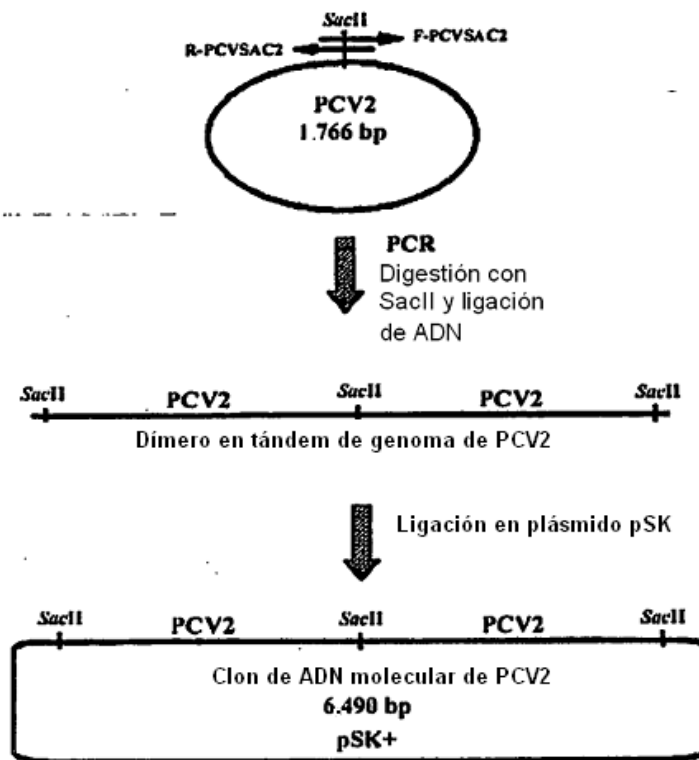 SacII
F-PCVSAC2
R-PCVSAC2
PCV2
1.766 bp
PCR
Digestión con
SacII y ligación
de ADN
SacII PCV2 SacII PCV2 SacII
Dímero en tándem de genoma de PCV2
Ligación en plásmido pSK
SacII PCV2 SacII PCV2 SacII
Clon de ADN molecular de PCV2
6.490 bp
pSK+